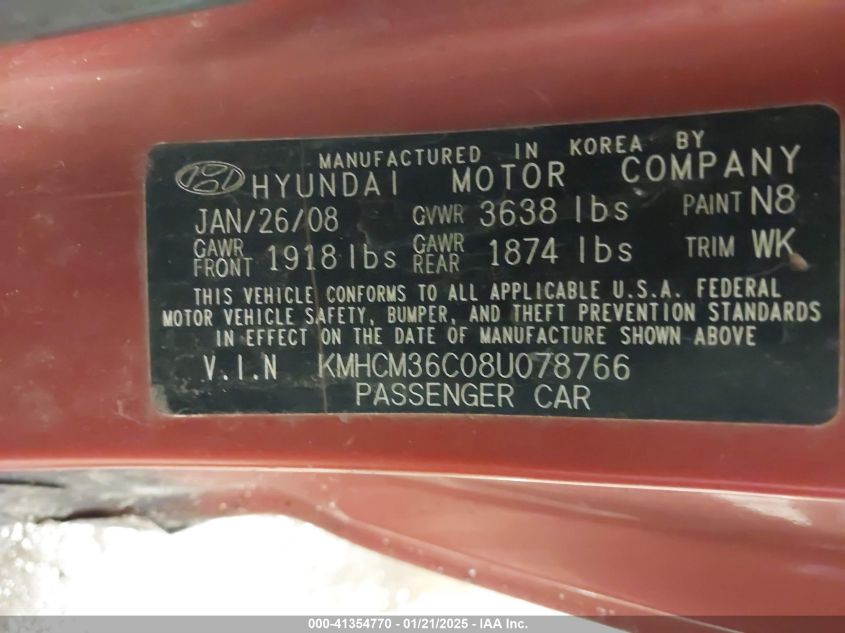 MANUFACTURED IN KOREA BY
HYUNDAI MOTOR COMPANY
JAN/26/08 GVWR 3638 lbs PAINT N8
GAWR FRONT 1918 lbs GAWR REAR 1874 lbs TRIM WK
THIS VEHICLE CONFORMS TO ALL APPLICABLE U.S.A. FEDERAL
MOTOR VEHICLE SAFETY, BUMPER, AND THEFT PREVENTION STANDARDS
IN EFFECT ON THE DATE OF MANUFACTURE SHOWN ABOVE
V.I.N KMHCM36C08U078766
PASSENGER CAR
000-41354770 - 01/21/2025 - IAA Inc.